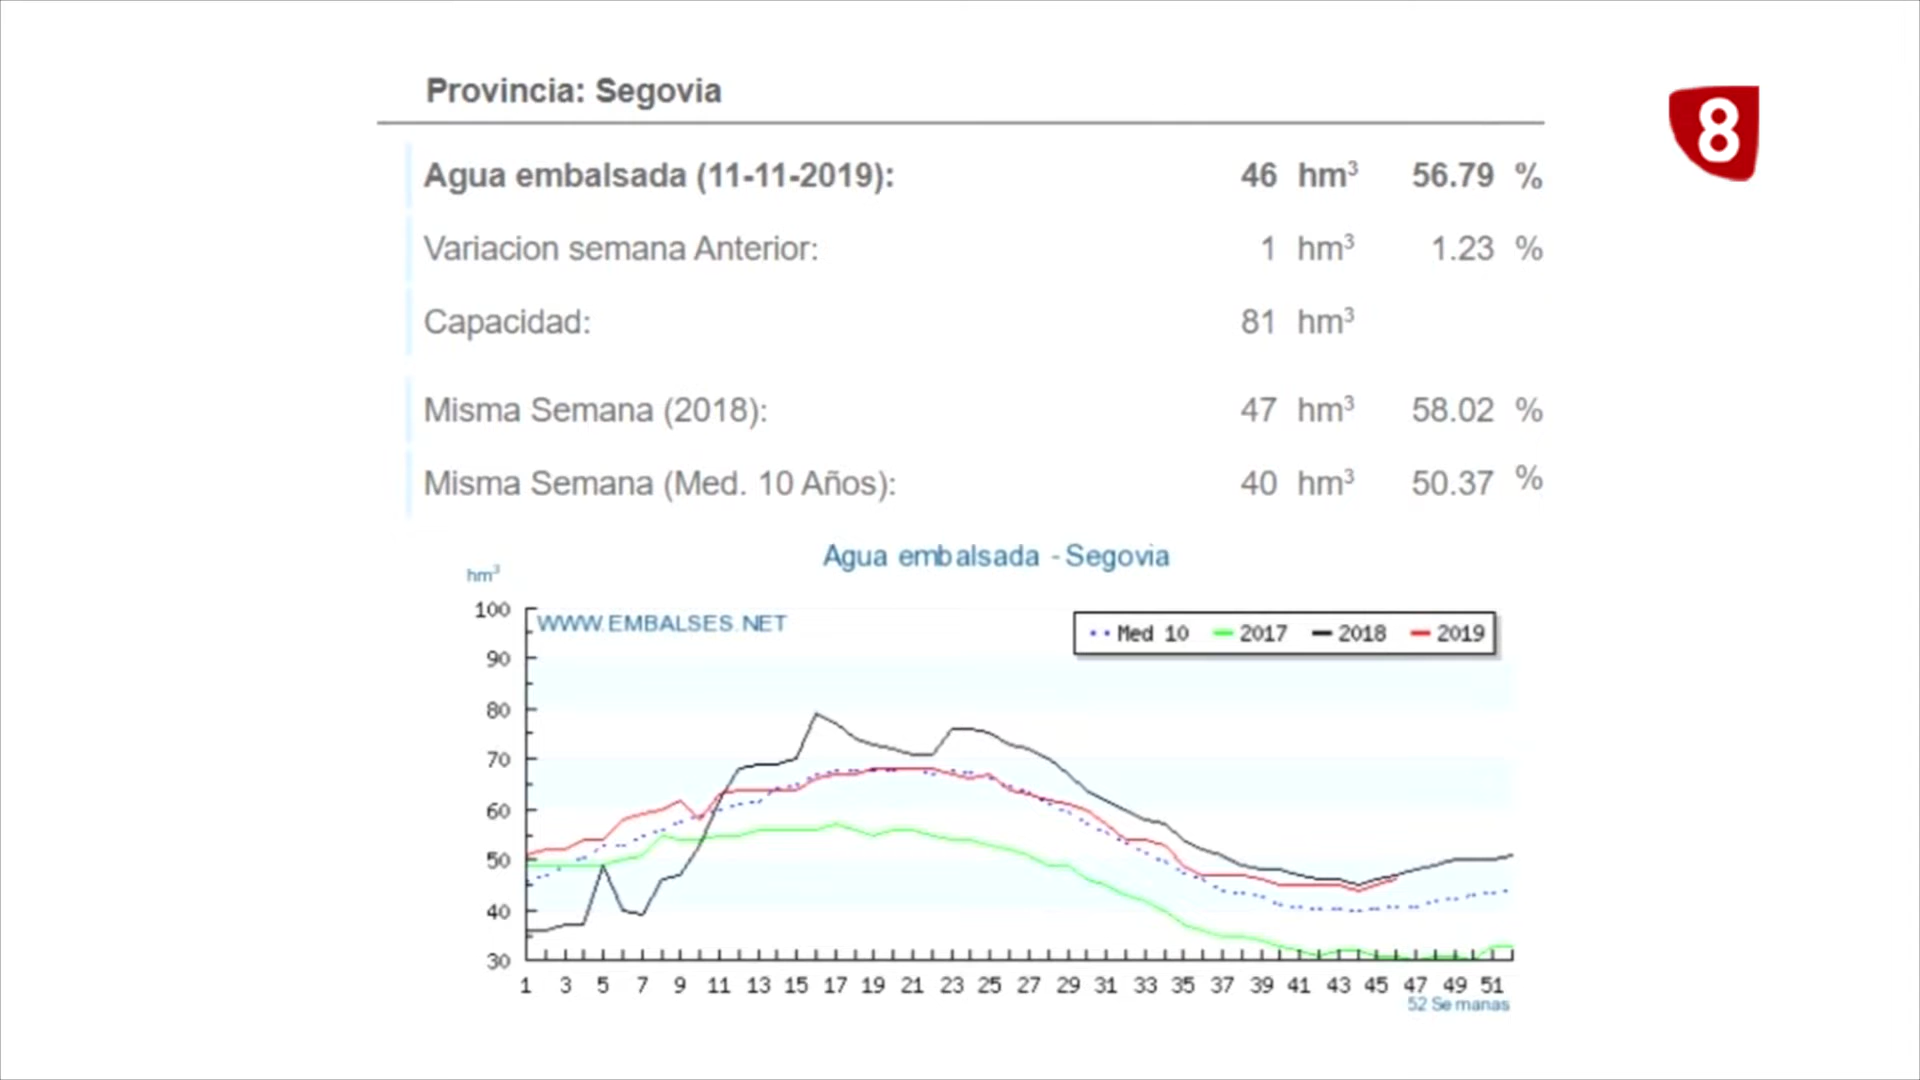 Provincia: Segovia
8
Agua embalsada (11-11-2019): 46 hm³ 56.79 %
Variacion semana Anterior: 1 hm³ 1.23 %
Capacidad: 81 hm³
Misma Semana (2018): 47 hm³ 58.02 %
Misma Semana (Med. 10 Años): 40 hm³ 50.37 %
Agua embalsada - Segovia
hm³
WWW.EMBALSES.NET
Med 10 2017 2018 2019
100
90
80
70
60
50
40
30
1 3 5 7 9 11 13 15 17 19 21 23 25 27 29 31 33 35 37 39 41 43 45 47 49 51
52 Semanas